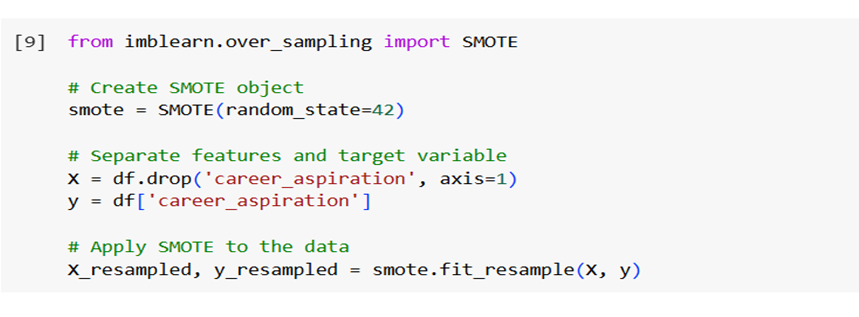 [9] from imblearn.over_sampling import SMOTE
# Create SMOTE object
smote = SMOTE(random_state=42)
# Separate features and target variable
X = df.drop('career_aspiration', axis=1)
y = df['career_aspiration']
# Apply SMOTE to the data
X_resampled, y_resampled = smote.fit_resample(X, y)